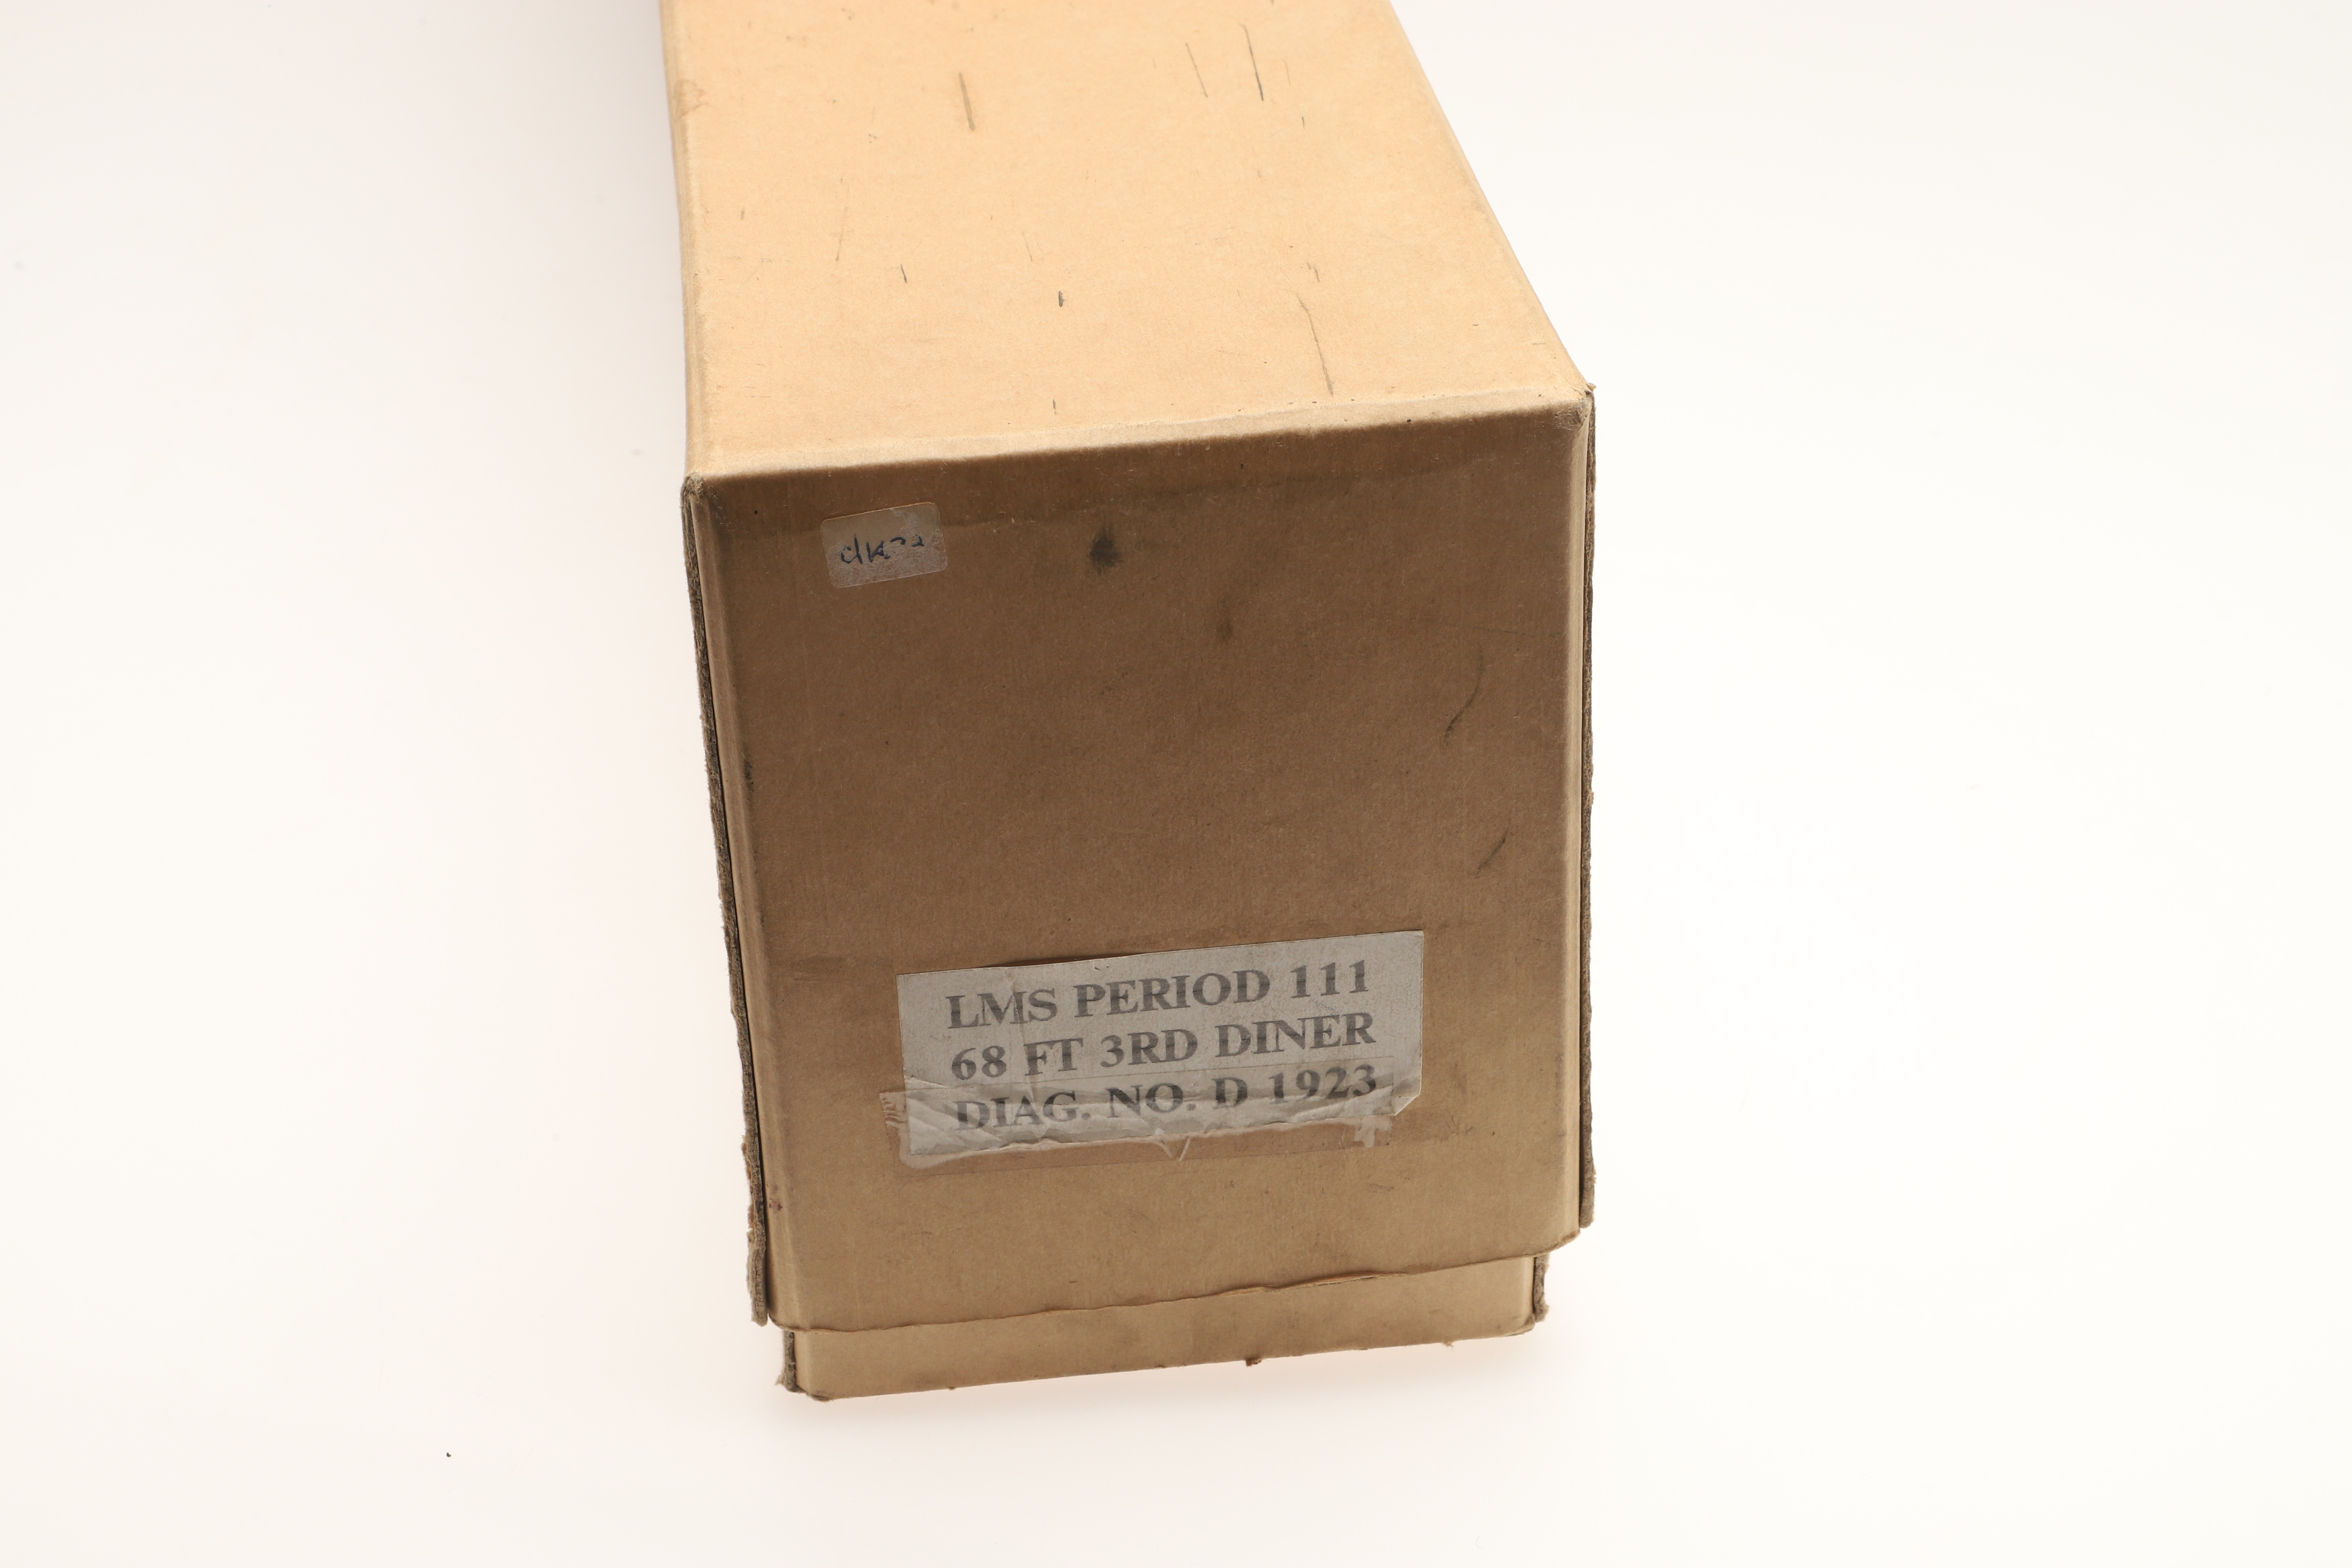 LMS PERIOD 111
68 FT 3RD DINER
DIAG. NO. D 1923